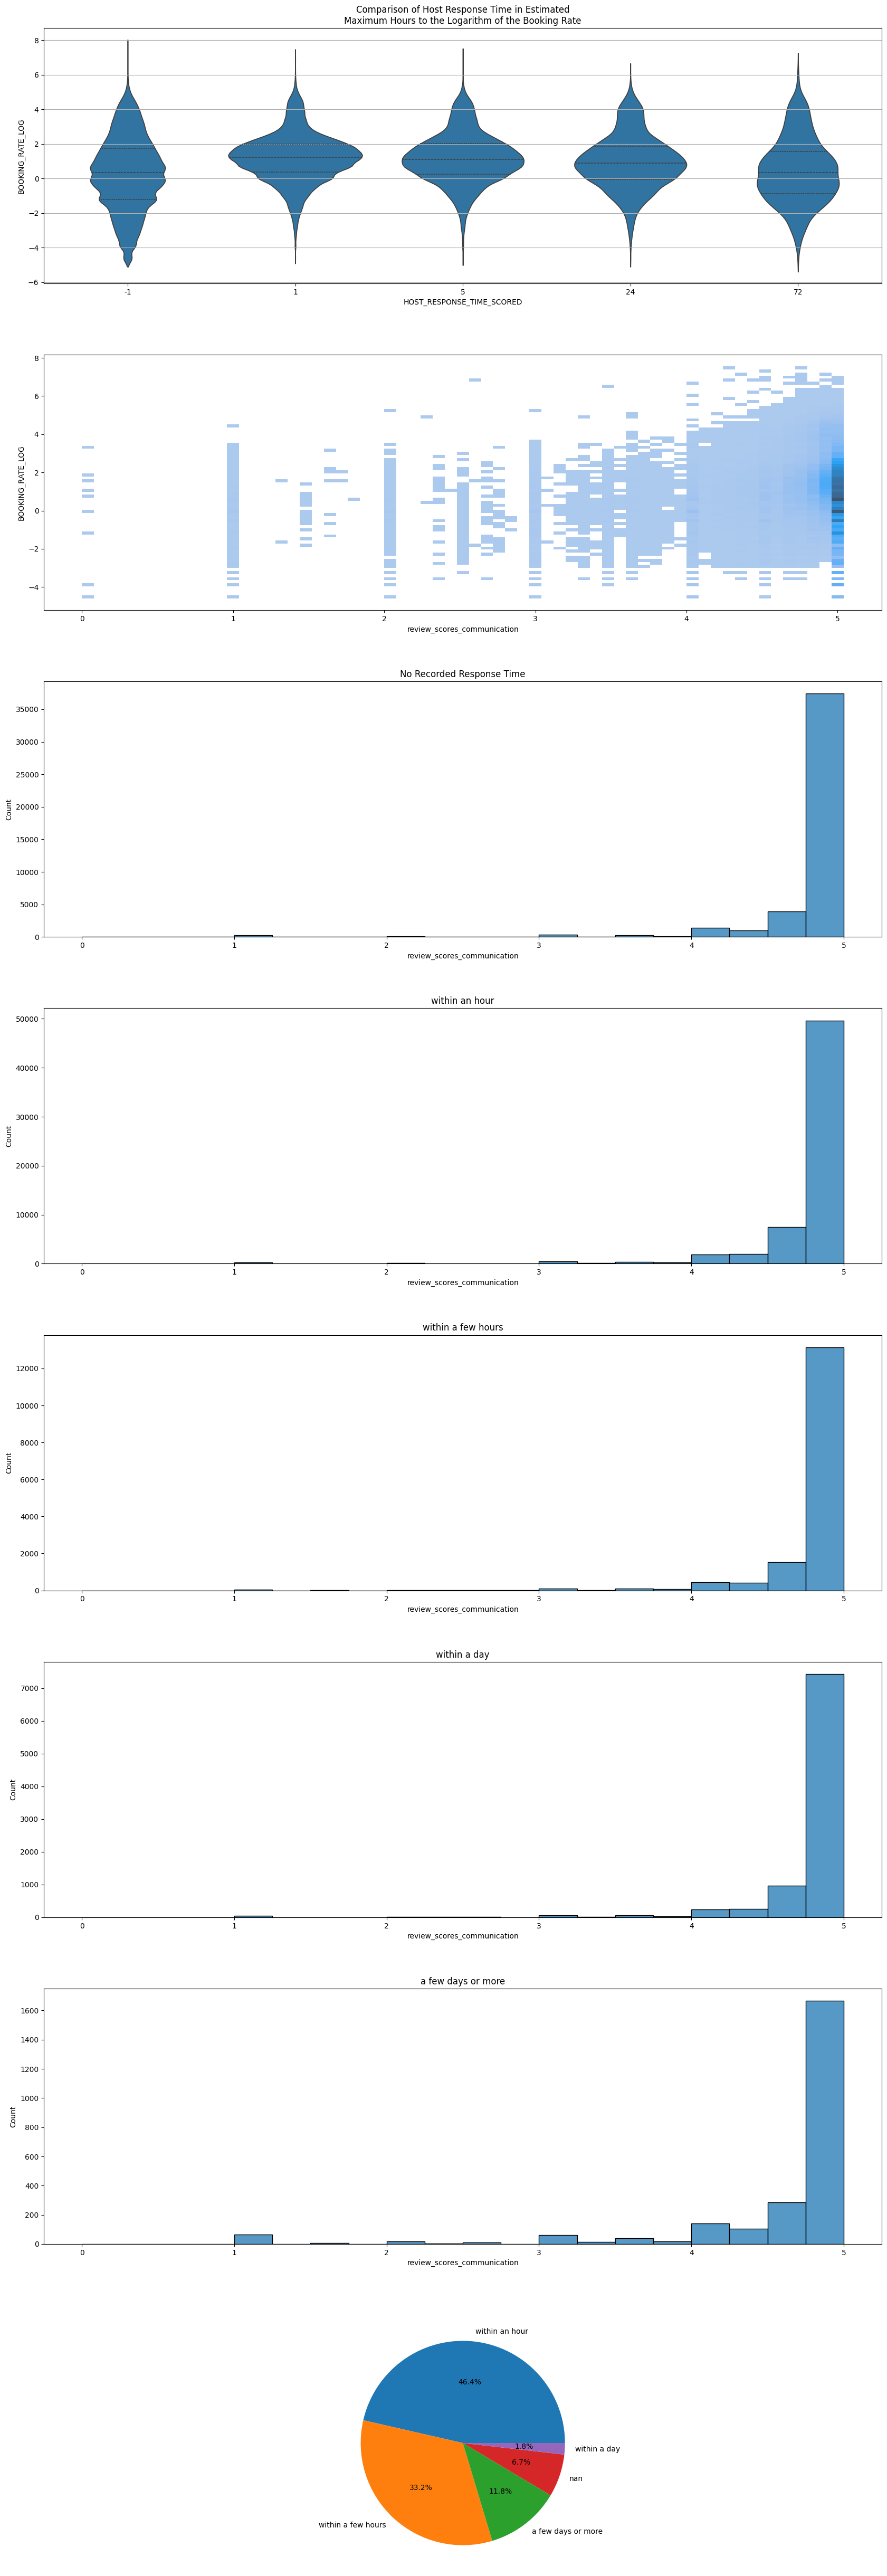 Comparison of Host Response Time in Estimated
Maximum Hours to the Logarithm of the Booking Rate
BOOKING_RATE_LOG
8
6
4
2
0
−2
−4
−6
-1 1 5 24 72
HOST_RESPONSE_TIME_SCORED
BOOKING_RATE_LOG
8
6
4
2
0
−2
−4
0 1 2 3 4 5
review_scores_communication
No Recorded Response Time
Count
35000
30000
25000
20000
15000
10000
5000
0
0 1 2 3 4 5
review_scores_communication
within an hour
Count
50000
40000
30000
20000
10000
0
0 1 2 3 4 5
review_scores_communication
within a few hours
Count
12000
10000
8000
6000
4000
2000
0
0 1 2 3 4 5
review_scores_communication
within a day
Count
7000
6000
5000
4000
3000
2000
1000
0
0 1 2 3 4 5
review_scores_communication
a few days or more
Count
1600
1400
1200
1000
800
600
400
200
0
0 1 2 3 4 5
review_scores_communication
within an hour
46.4%
1.8%
within a day
6.7%
nan
33.2%
11.8%
within a few hours
a few days or more